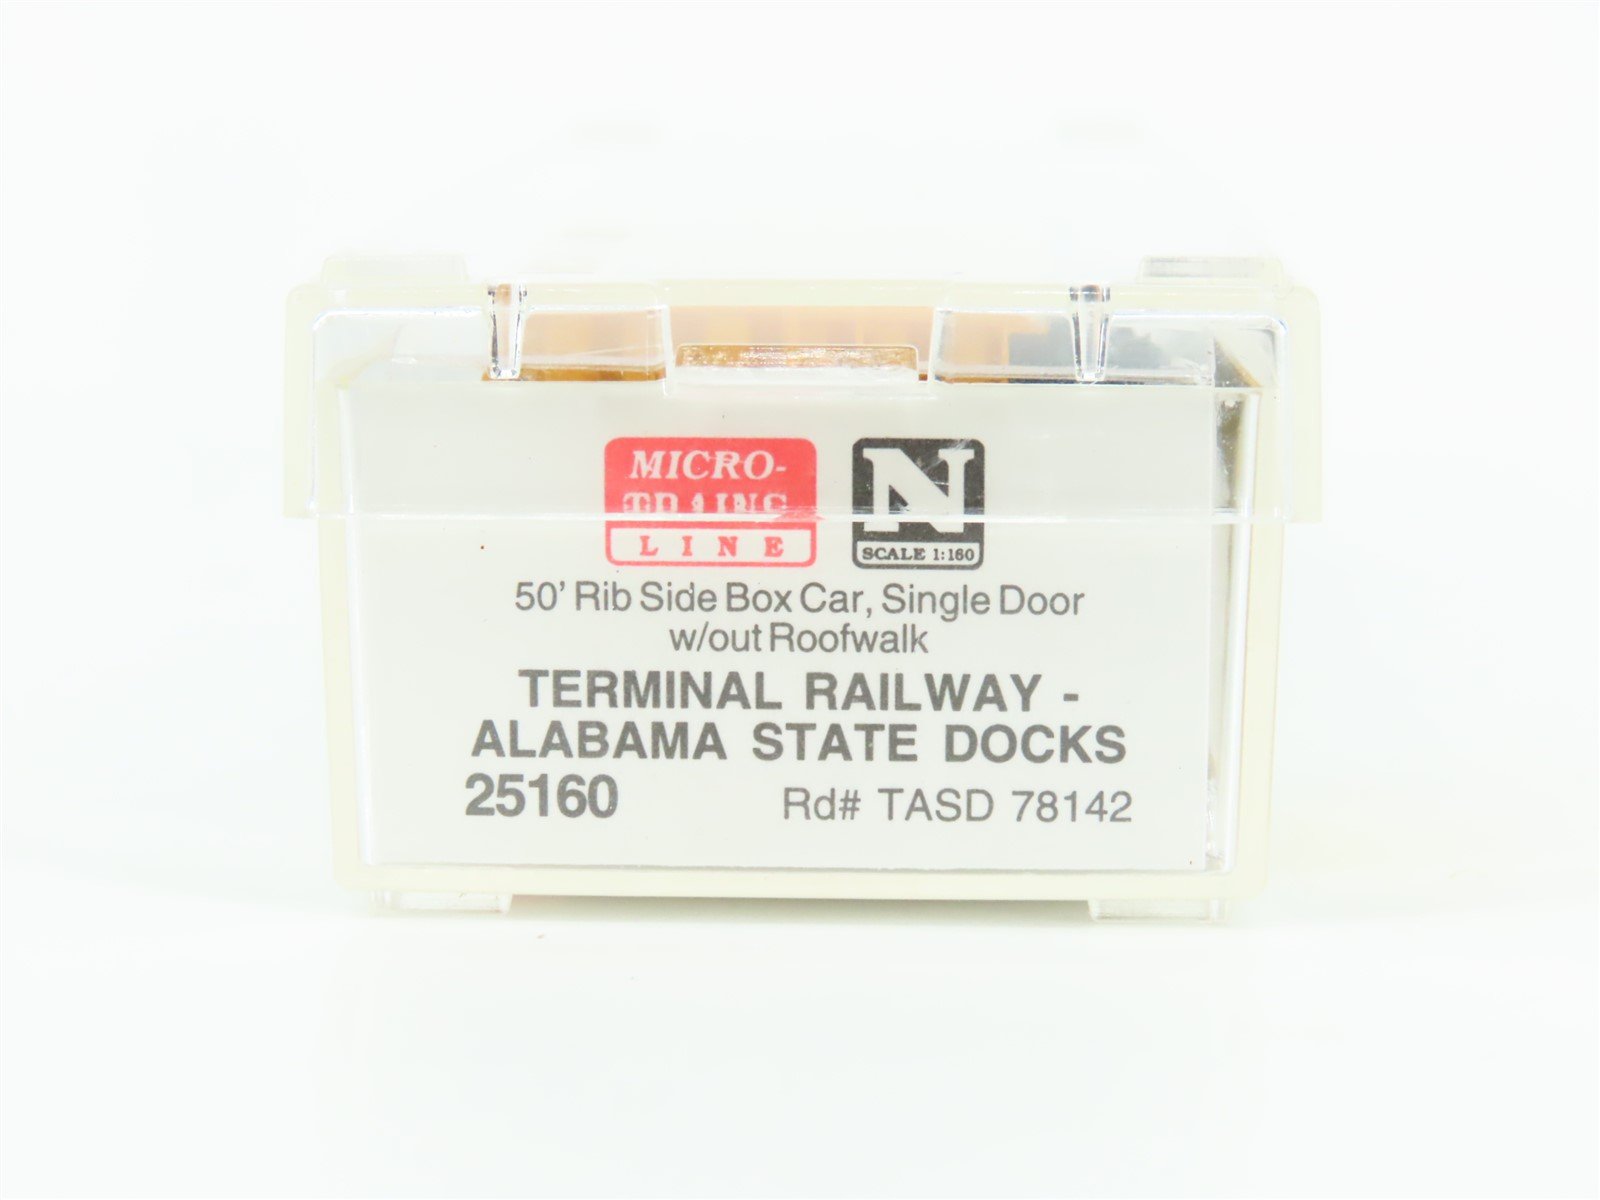 MICRO-
TRAINS
LINE
N
SCALE 1:160
50' Rib Side Box Car, Single Door
w/out Roofwalk
TERMINAL RAILWAY -
ALABAMA STATE DOCKS
25160 Rd# TASD 78142